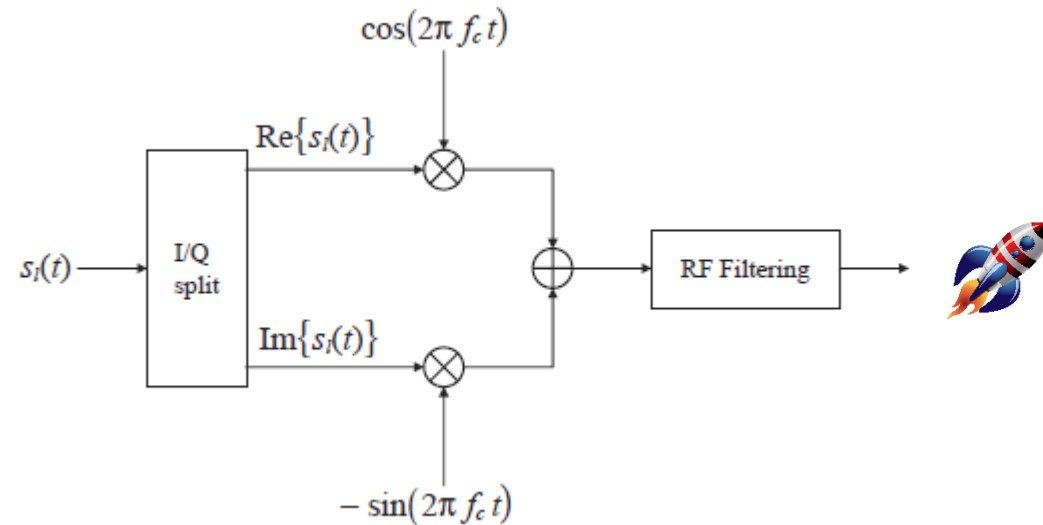 cos(2π f_c t)
Re{s_l(t)}
s_l(t)
I/Q
split
RF Filtering
Im{s_l(t)}
− sin(2π f_c t)